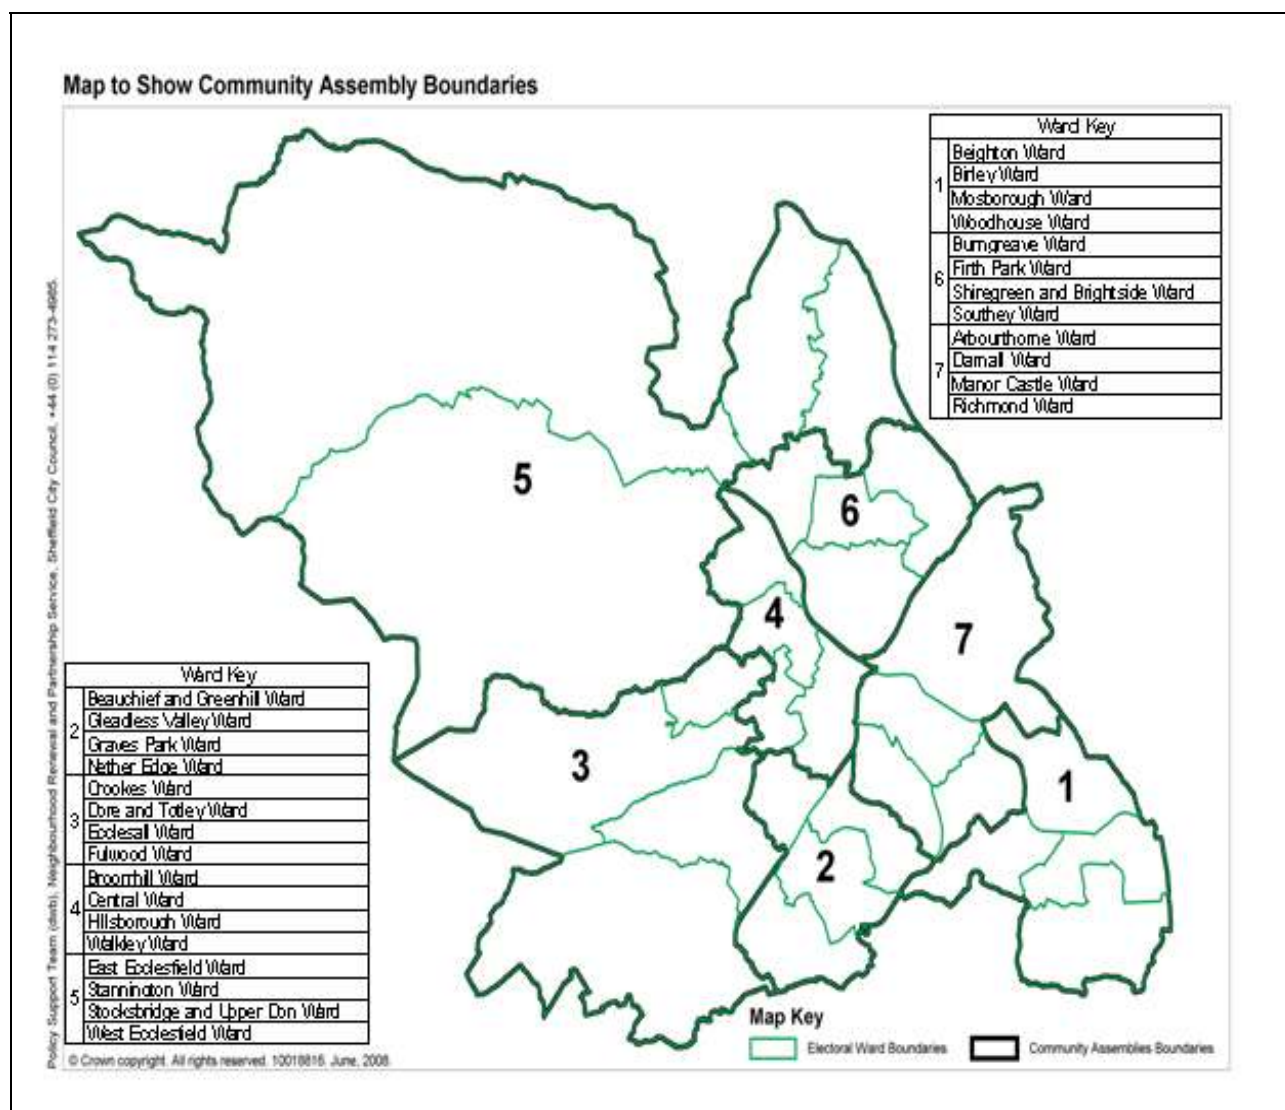 Map to Show Community Assembly Boundaries
Ward Key
1
Beighton Ward
Birley Ward
Mosborough Ward
Woodhouse Ward
6
Burngreave Ward
Firth Park Ward
Shiregreen and Brightside Ward
Southey Ward
7
Arbourthorne Ward
Darnall Ward
Manor Castle Ward
Richmond Ward
5
6
4
7
3
1
2
Ward Key
2
Beauchief and Greenhill Ward
Gleadless Valley Ward
Graves Park Ward
Nether Edge Ward
3
Crookes Ward
Dore and Totley Ward
Ecclesall Ward
Fulwood Ward
4
Broomhill Ward
Central Ward
Hillsborough Ward
Walkley Ward
5
East Ecclesfield Ward
Stannington Ward
Stocksbridge and Upper Don Ward
West Ecclesfield Ward
Map Key
Electoral Ward Boundaries
Community Assemblies Boundaries
© Crown copyright. All rights reserved. 10018816. June, 2008.
Policy Support Team (dwb), Neighbourhood Renewal and Partnership Service, Sheffield City Council, +44 (0) 114 273-4985.